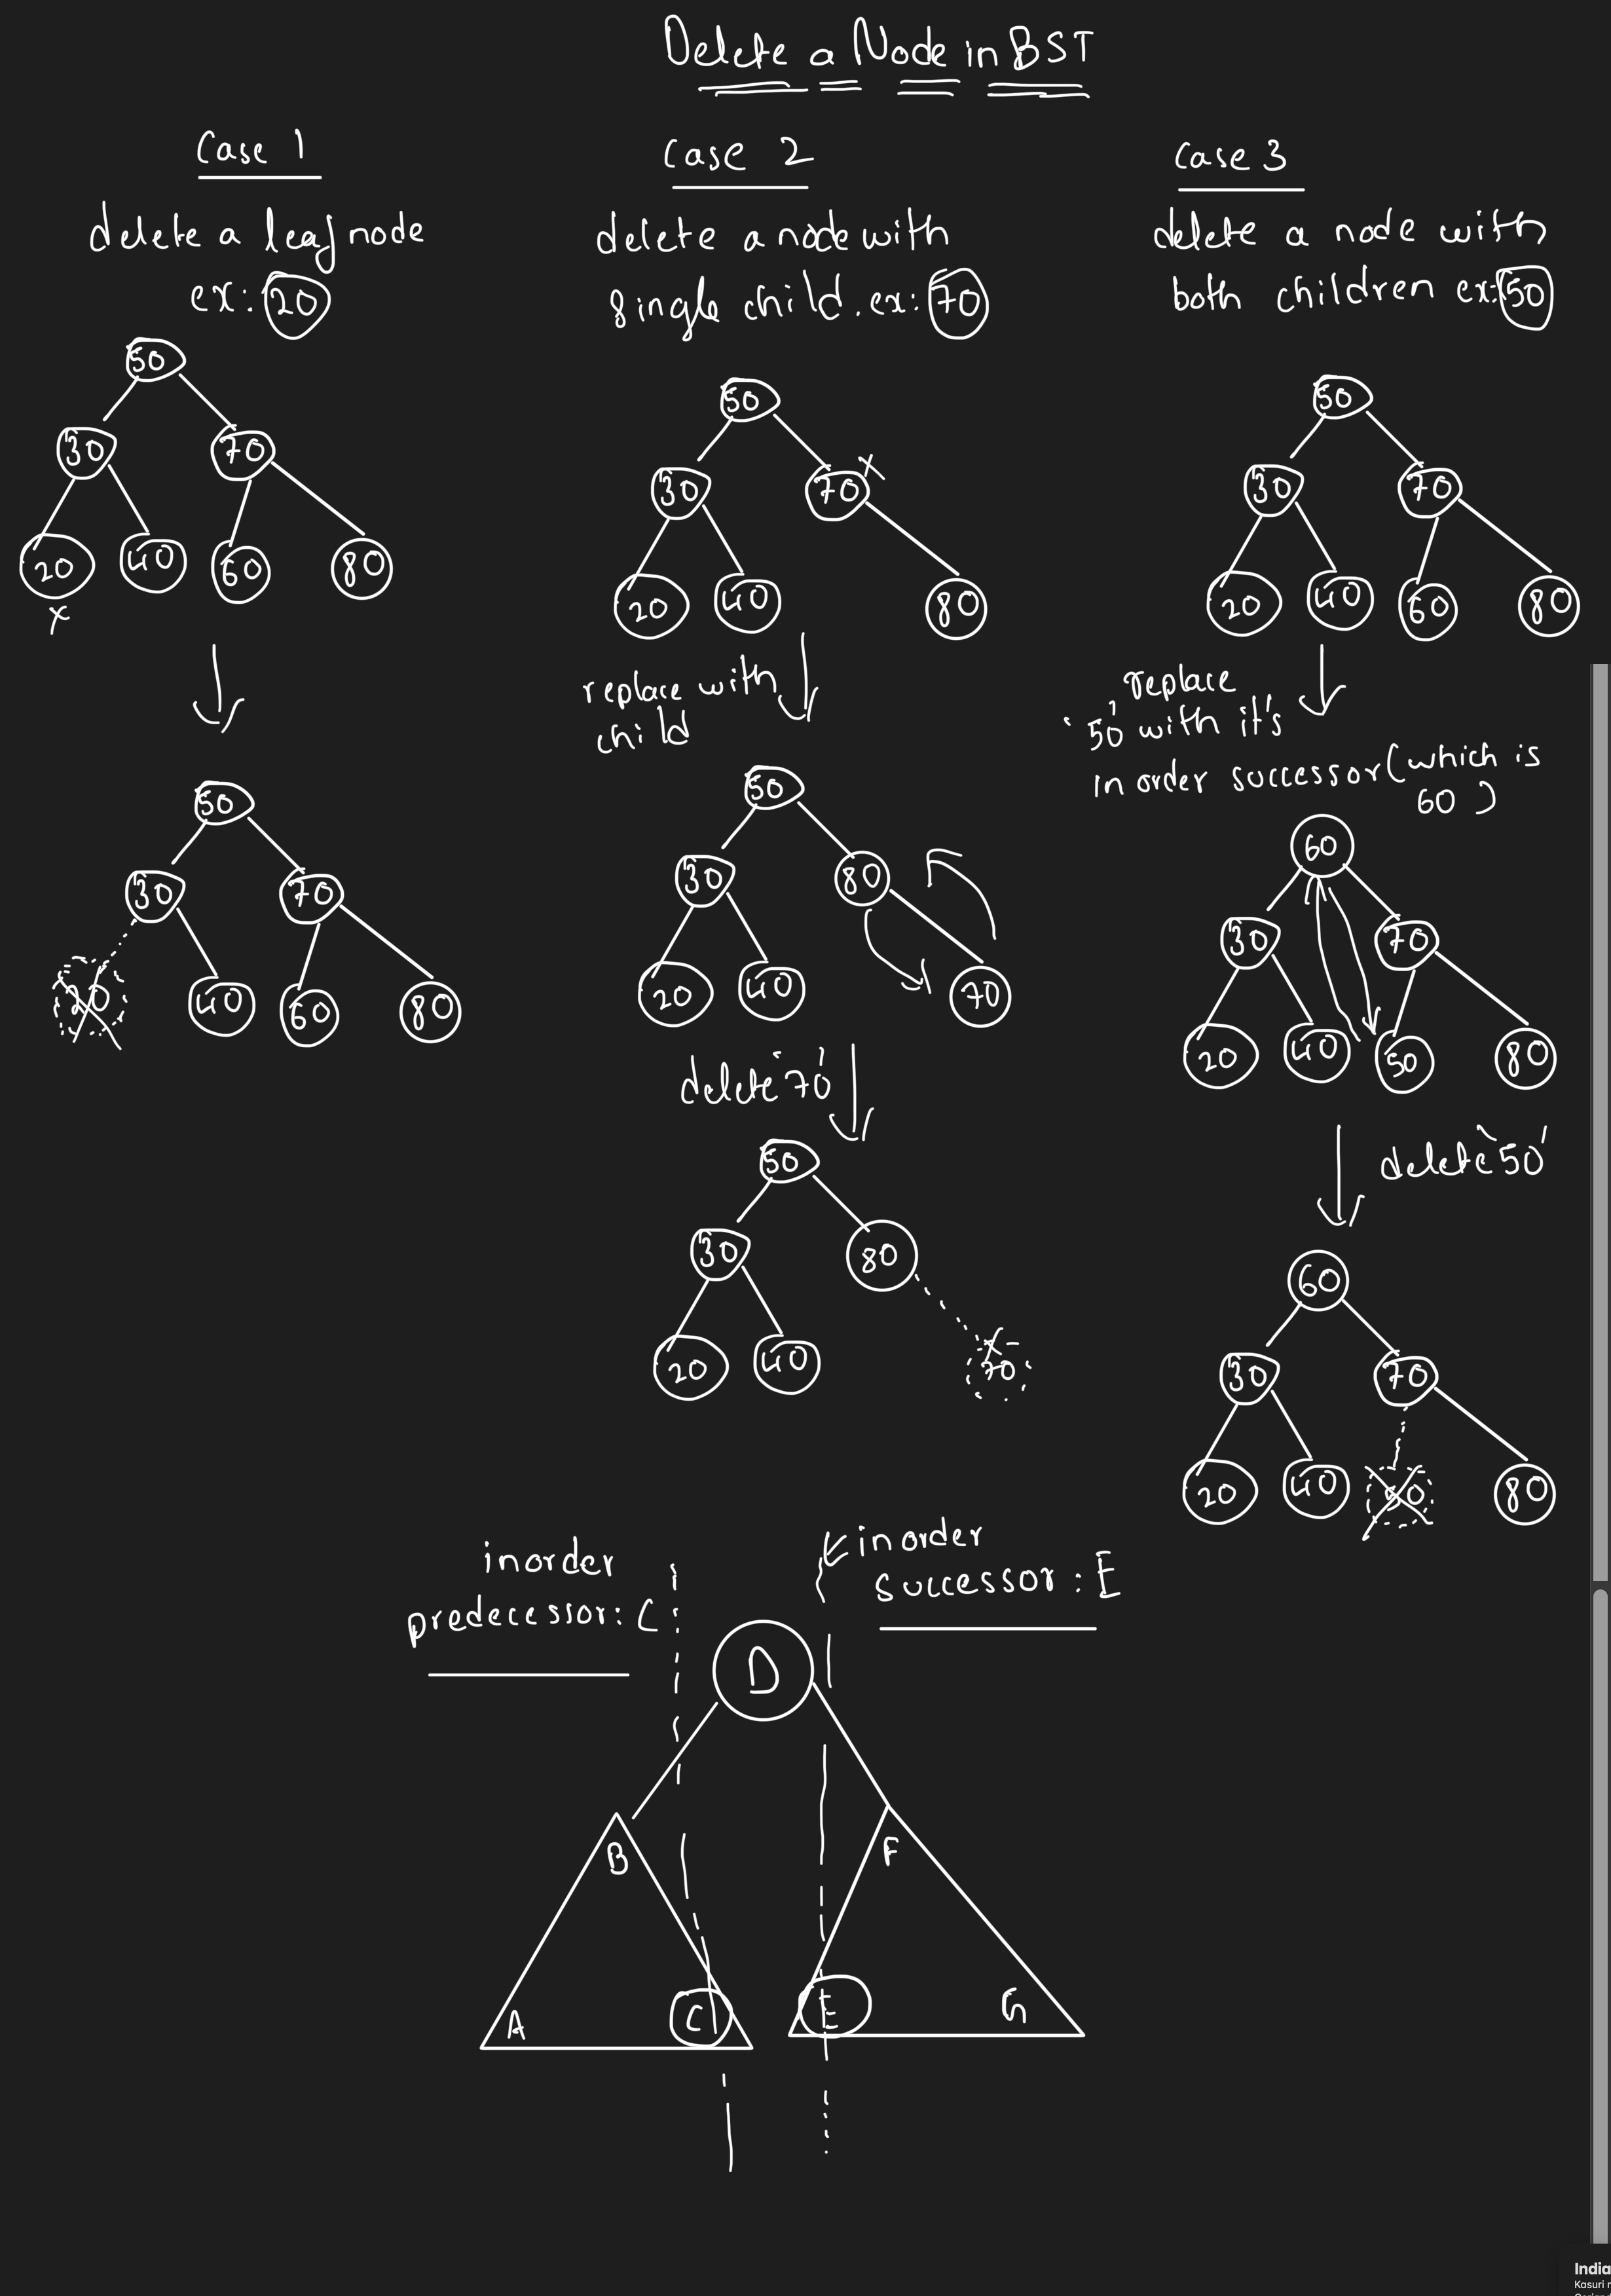 Delete a Node in BST
Case 1
delete a leaf node
ex: 20
50
30 70
20 40 60 80
x
50
30 70
20 40 60 80
Case 2
delete a node with
single child. ex: 70
50
30 70 x
20 40 80
replace with
child
50
30 80
20 40 70
delete '70'
50
30 80
20 40 70
Case 3
delete a node with
both children ex: 50
50
30 70
20 40 60 80
replace
'50' with it's
in order successor (which is
60)
60
30 70
20 40 50 80
delete '50'
60
30 70
20 40 50 80
inorder
predecessor: C
inorder
successor: E
D
B F
A C E G
India
Kasuri r